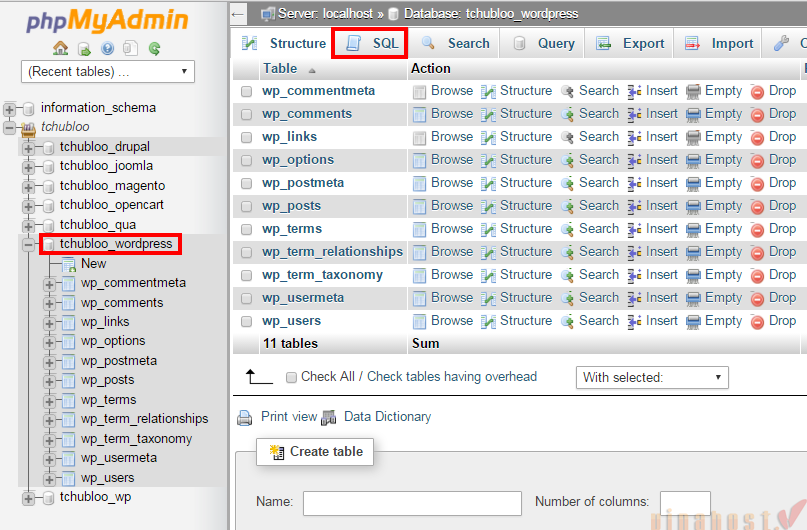 phpMyAdmin
(Recent tables) ...
information_schema
tchubloo
tchubloo_drupal
tchubloo_joomla
tchubloo_magento
tchubloo_opencart
tchubloo_qua
tchubloo_wordpress
New
wp_commentmeta
wp_comments
wp_links
wp_options
wp_postmeta
wp_posts
wp_terms
wp_term_relationships
wp_term_taxonomy
wp_usermeta
wp_users
tchubloo_wp
Server: localhost » Database: tchubloo_wordpress
Structure SQL Search Query Export Import
Table Action
wp_commentmeta Browse Structure Search Insert Empty Drop
wp_comments Browse Structure Search Insert Empty Drop
wp_links Browse Structure Search Insert Empty Drop
wp_options Browse Structure Search Insert Empty Drop
wp_postmeta Browse Structure Search Insert Empty Drop
wp_posts Browse Structure Search Insert Empty Drop
wp_terms Browse Structure Search Insert Empty Drop
wp_term_relationships Browse Structure Search Insert Empty Drop
wp_term_taxonomy Browse Structure Search Insert Empty Drop
wp_usermeta Browse Structure Search Insert Empty Drop
wp_users Browse Structure Search Insert Empty Drop
11 tables Sum
Check All / Check tables having overhead With selected:
Print view Data Dictionary
Create table
Name: Number of columns: